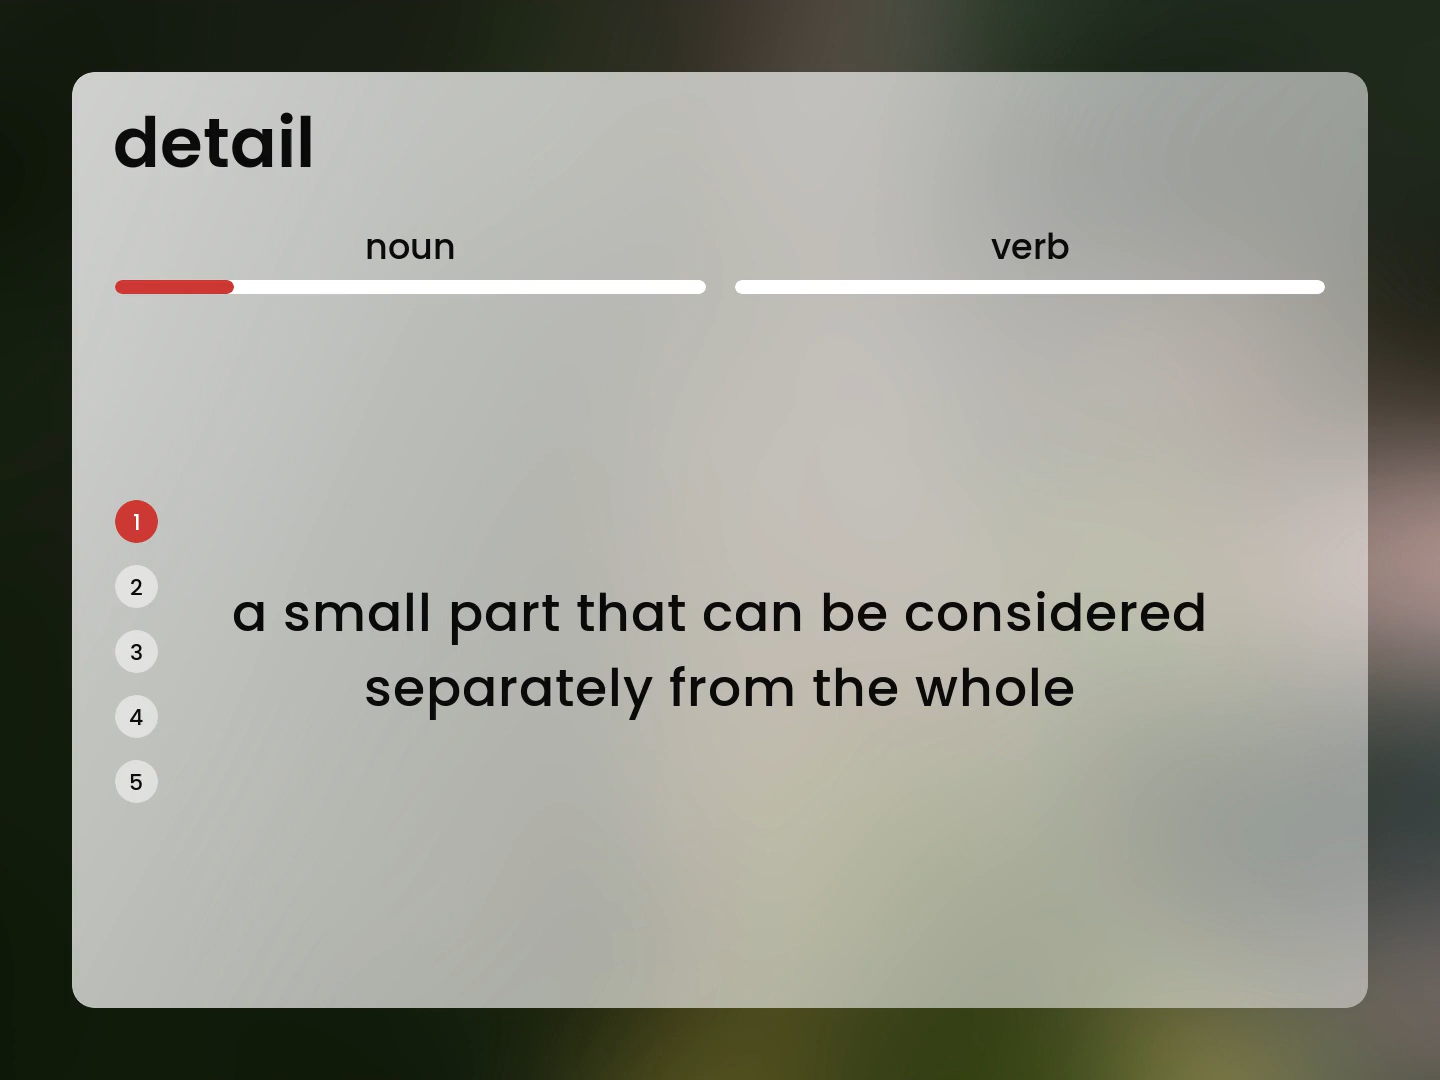 detail
noun
verb
1
2
3
4
5
a small part that can be considered
separately from the whole